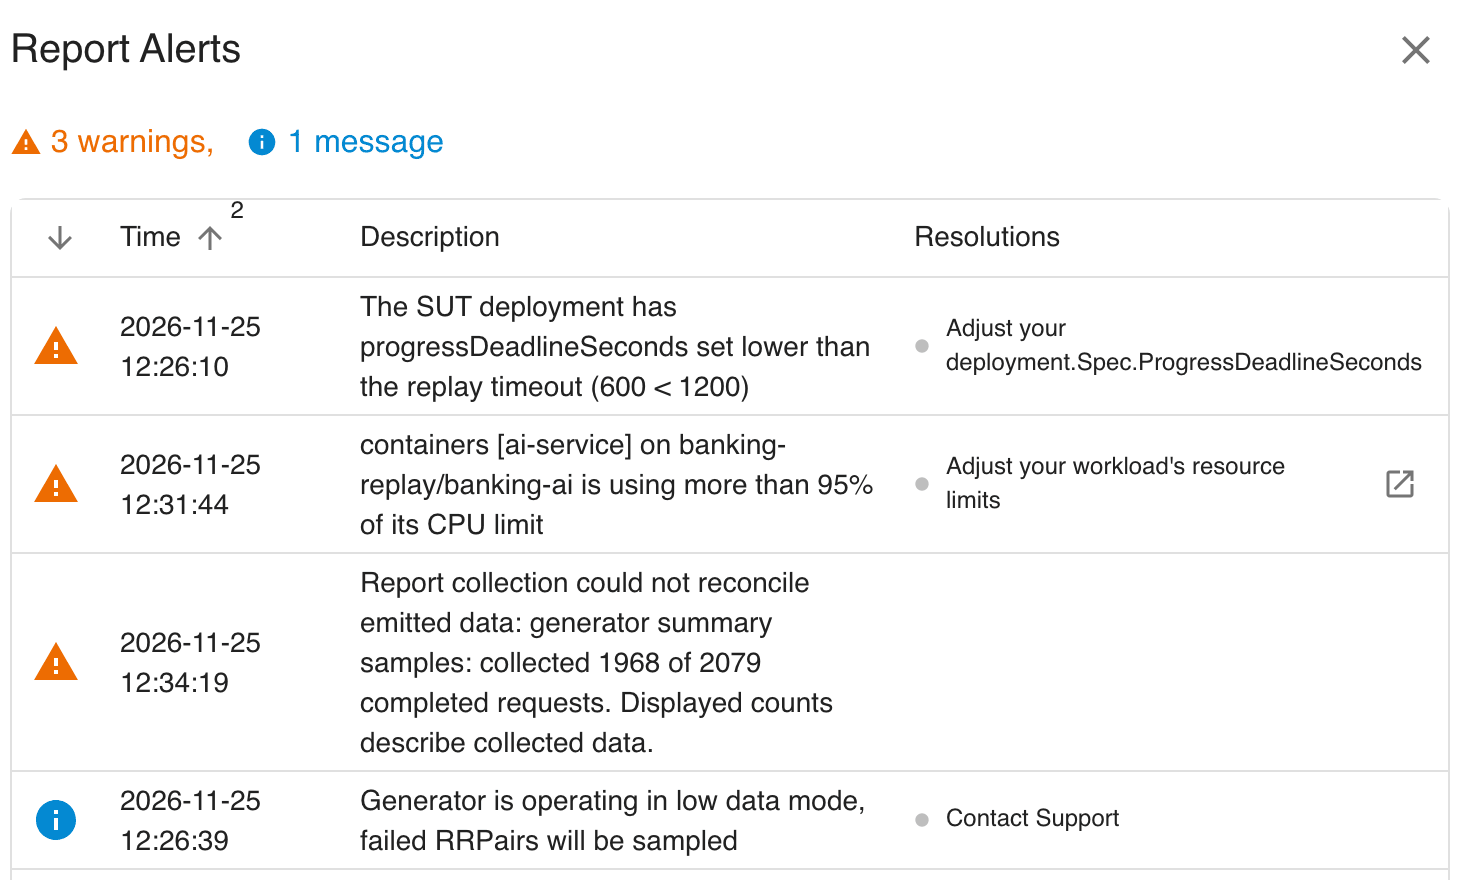 Report Alerts
3 warnings,
1 message
Time
2
Description
Resolutions
2026-11-25
12:26:10
The SUT deployment has
progressDeadlineSeconds set lower than
the replay timeout (600 < 1200)
Adjust your
deployment.Spec.ProgressDeadlineSeconds
2026-11-25
12:31:44
containers [ai-service] on banking-
replay/banking-ai is using more than 95%
of its CPU limit
Adjust your workload's resource
limits
2026-11-25
12:34:19
Report collection could not reconcile
emitted data: generator summary
samples: collected 1968 of 2079
completed requests. Displayed counts
describe collected data.
2026-11-25
12:26:39
Generator is operating in low data mode,
failed RRPairs will be sampled
Contact Support